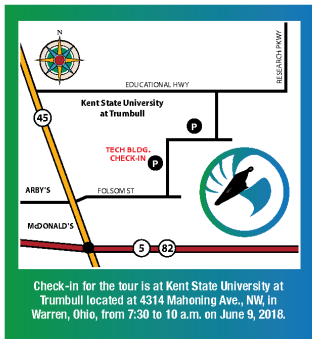 RESEARCH PKWY
EDUCATIONAL HWY
Kent State University
at Trumbull
45
P
TECH BLDG.
CHECK-IN
P
ARBY'S
FOLSOM ST
McDONALD'S
5
82
Check-in for the tour is at Kent State University at
Trumbull located at 4314 Mahoning Ave., NW, in
Warren, Ohio, from 7:30 to 10 a.m. on June 9, 2018.